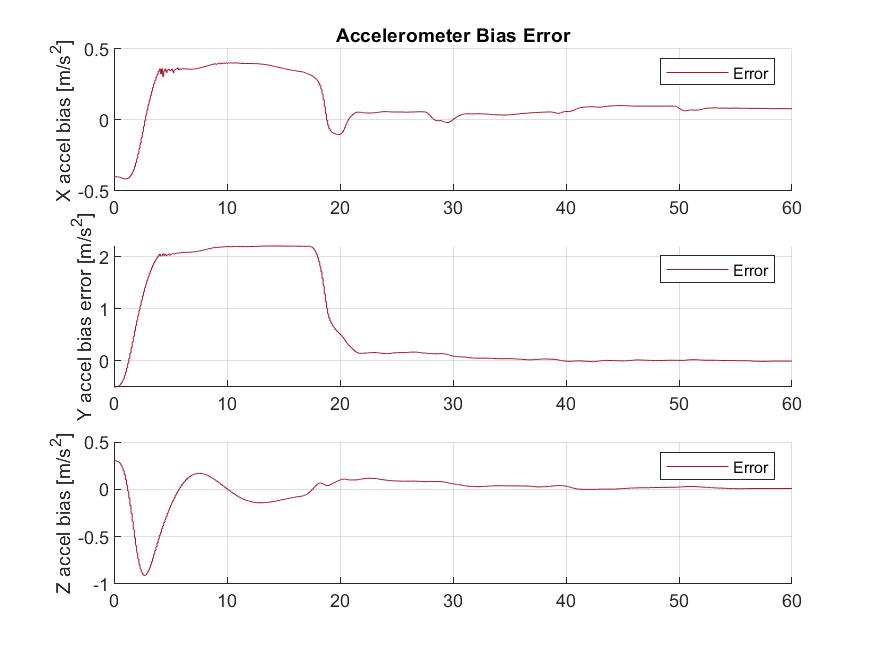 Accelerometer Bias Error
X accel bias [m/s²]
0.5
0
-0.5
Error
0 10 20 30 40 50 60
Y accel bias error [m/s²]
2
1
0
Error
0 10 20 30 40 50 60
Z accel bias [m/s²]
0.5
0
-0.5
-1
Error
0 10 20 30 40 50 60